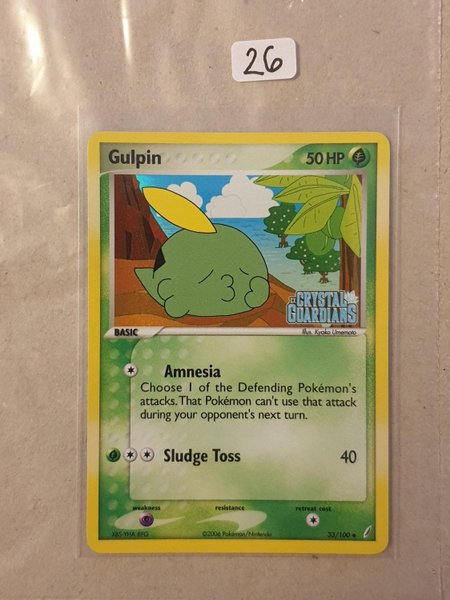 26
Gulpin
50 HP
EX
CRYSTAL
GUARDIANS
BASIC
Illus. Kyoko Umemoto
Amnesia
Choose 1 of the Defending Pokémon's
attacks. That Pokémon can't use that attack
during your opponent's next turn.
Sludge Toss 40
weakness resistance retreat cost
©2006 Pokémon/Nintendo 33/100